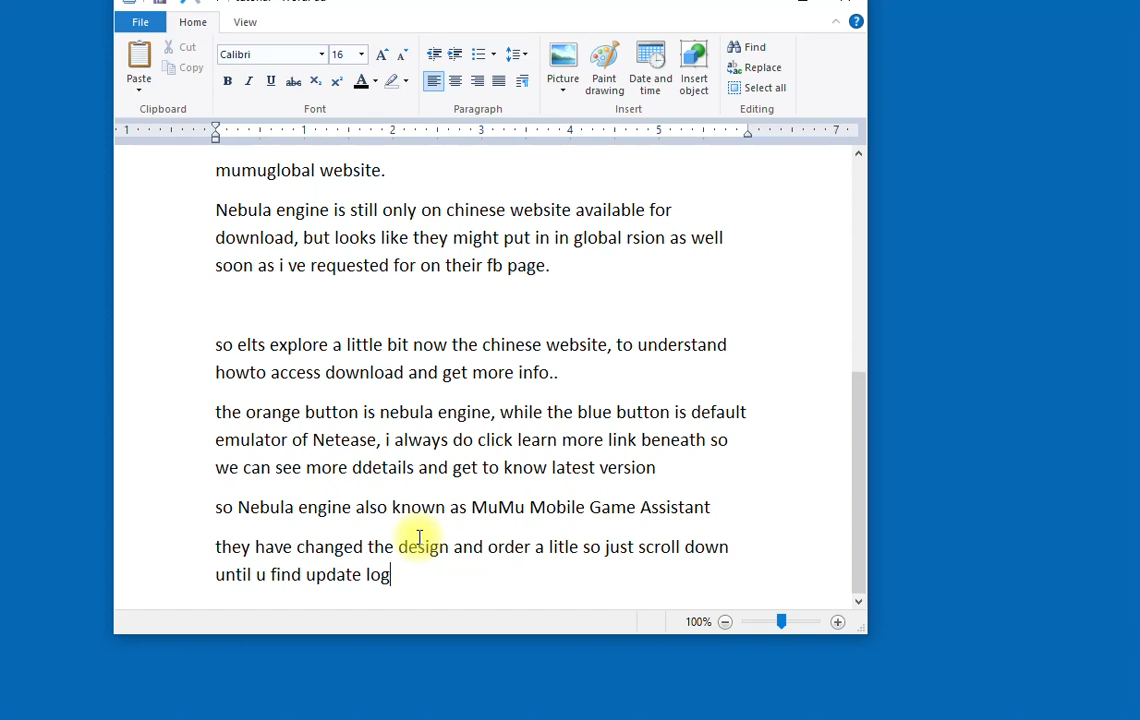 File Home View
Paste
Cut
Copy
Clipboard
Calibri 16
Font
Paragraph
Picture
Paint drawing
Date and time
Insert object
Insert
Find
Replace
Select all
Editing
1 1 2 3 4 5 7
mumuglobal website.
Nebula engine is still only on chinese website available for
download, but looks like they might put in in global rsion as well
soon as i ve requested for on their fb page.
so elts explore a little bit now the chinese website, to understand
howto access download and get more info..
the orange button is nebula engine, while the blue button is default
emulator of Netease, i always do click learn more link beneath so
we can see more ddetails and get to know latest version
so Nebula engine also known as MuMu Mobile Game Assistant
they have changed the design and order a litle so just scroll down
until u find update log
100%